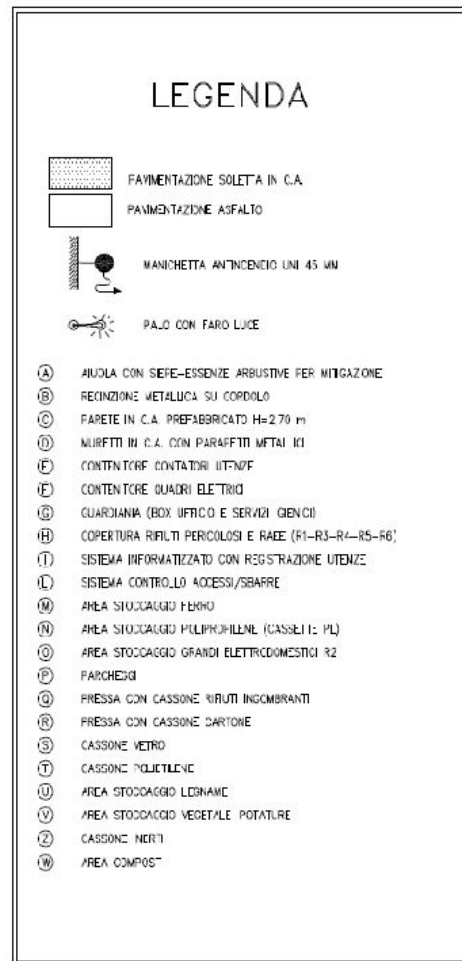 LEGENDA
PAVIMENTAZIONE SOLETTA IN C.A.
PAVIMENTAZIONE ASFALTO
MANICHETTA ANTINCENDIO UNI 45 MM
PALO CON FARO LUCE
A AIUOLA CON SIEPE-ESSENZE ARBUSTIVE PER MITIGAZIONE
B RECINZIONE METALLICA SU CORDOLO
C PARETE IN C.A. PREFABBRICATO H=2.70 m
D MURETTI IN C.A. CON PARAPETTI METALLICI
E CONTENITORE CONTATORI UTENZE
F CONTENITORE QUADRI ELETTRICI
G GUARDIANIA (BOX UFFICIO E SERVIZI IGIENICI)
H COPERTURA RIFIUTI PERICOLOSI E RAEE (R1-R3-R4-R5-R6)
I SISTEMA INFORMATIZZATO CON REGISTRAZIONE UTENZE
L SISTEMA CONTROLLO ACCESSI/SBARRE
M AREA STOCCAGGIO FERRO
N AREA STOCCAGGIO POLIPROPILENE (CASSETTE PL)
O AREA STOCCAGGIO GRANDI ELETTRODOMESTICI R2
P PARCHEGGI
Q PRESSA CON CASSONE RIFIUTI INGOMBRANTI
R PRESSA CON CASSONE CARTONE
S CASSONE VETRO
T CASSONE POLIETILENE
U AREA STOCCAGGIO LEGNAME
V AREA STOCCAGGIO VEGETALE POTATURE
Z CASSONE INERTI
W AREA COMPOST